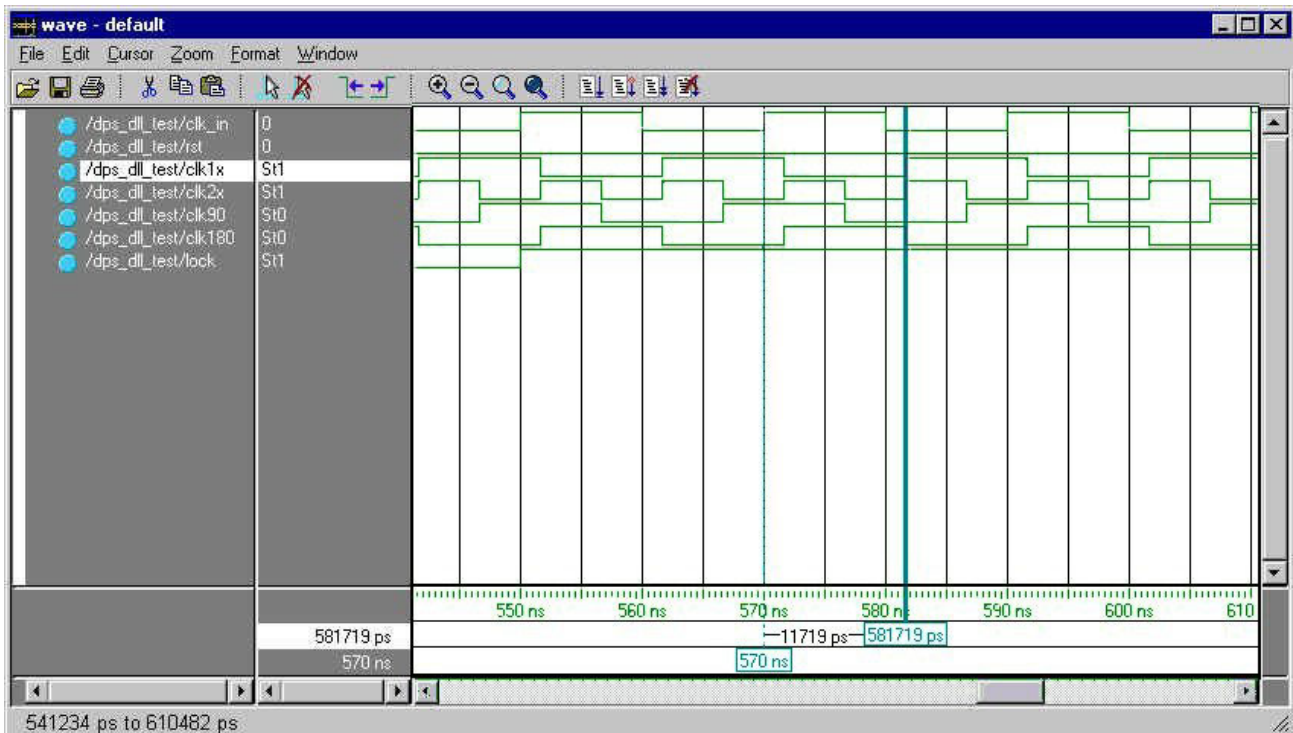 wave - default
File Edit Cursor Zoom Format Window
/dps_dll_test/clk_in 0
/dps_dll_test/rst 0
/dps_dll_test/clk1x St1
/dps_dll_test/clk2x St1
/dps_dll_test/clk90 St0
/dps_dll_test/clk180 St0
/dps_dll_test/lock St1
550 ns 560 ns 570 ns 580 n 590 ns 600 ns 610
581719 ps 11719 ps 581719 ps
570 ns 570 ns
541234 ps to 610482 ps